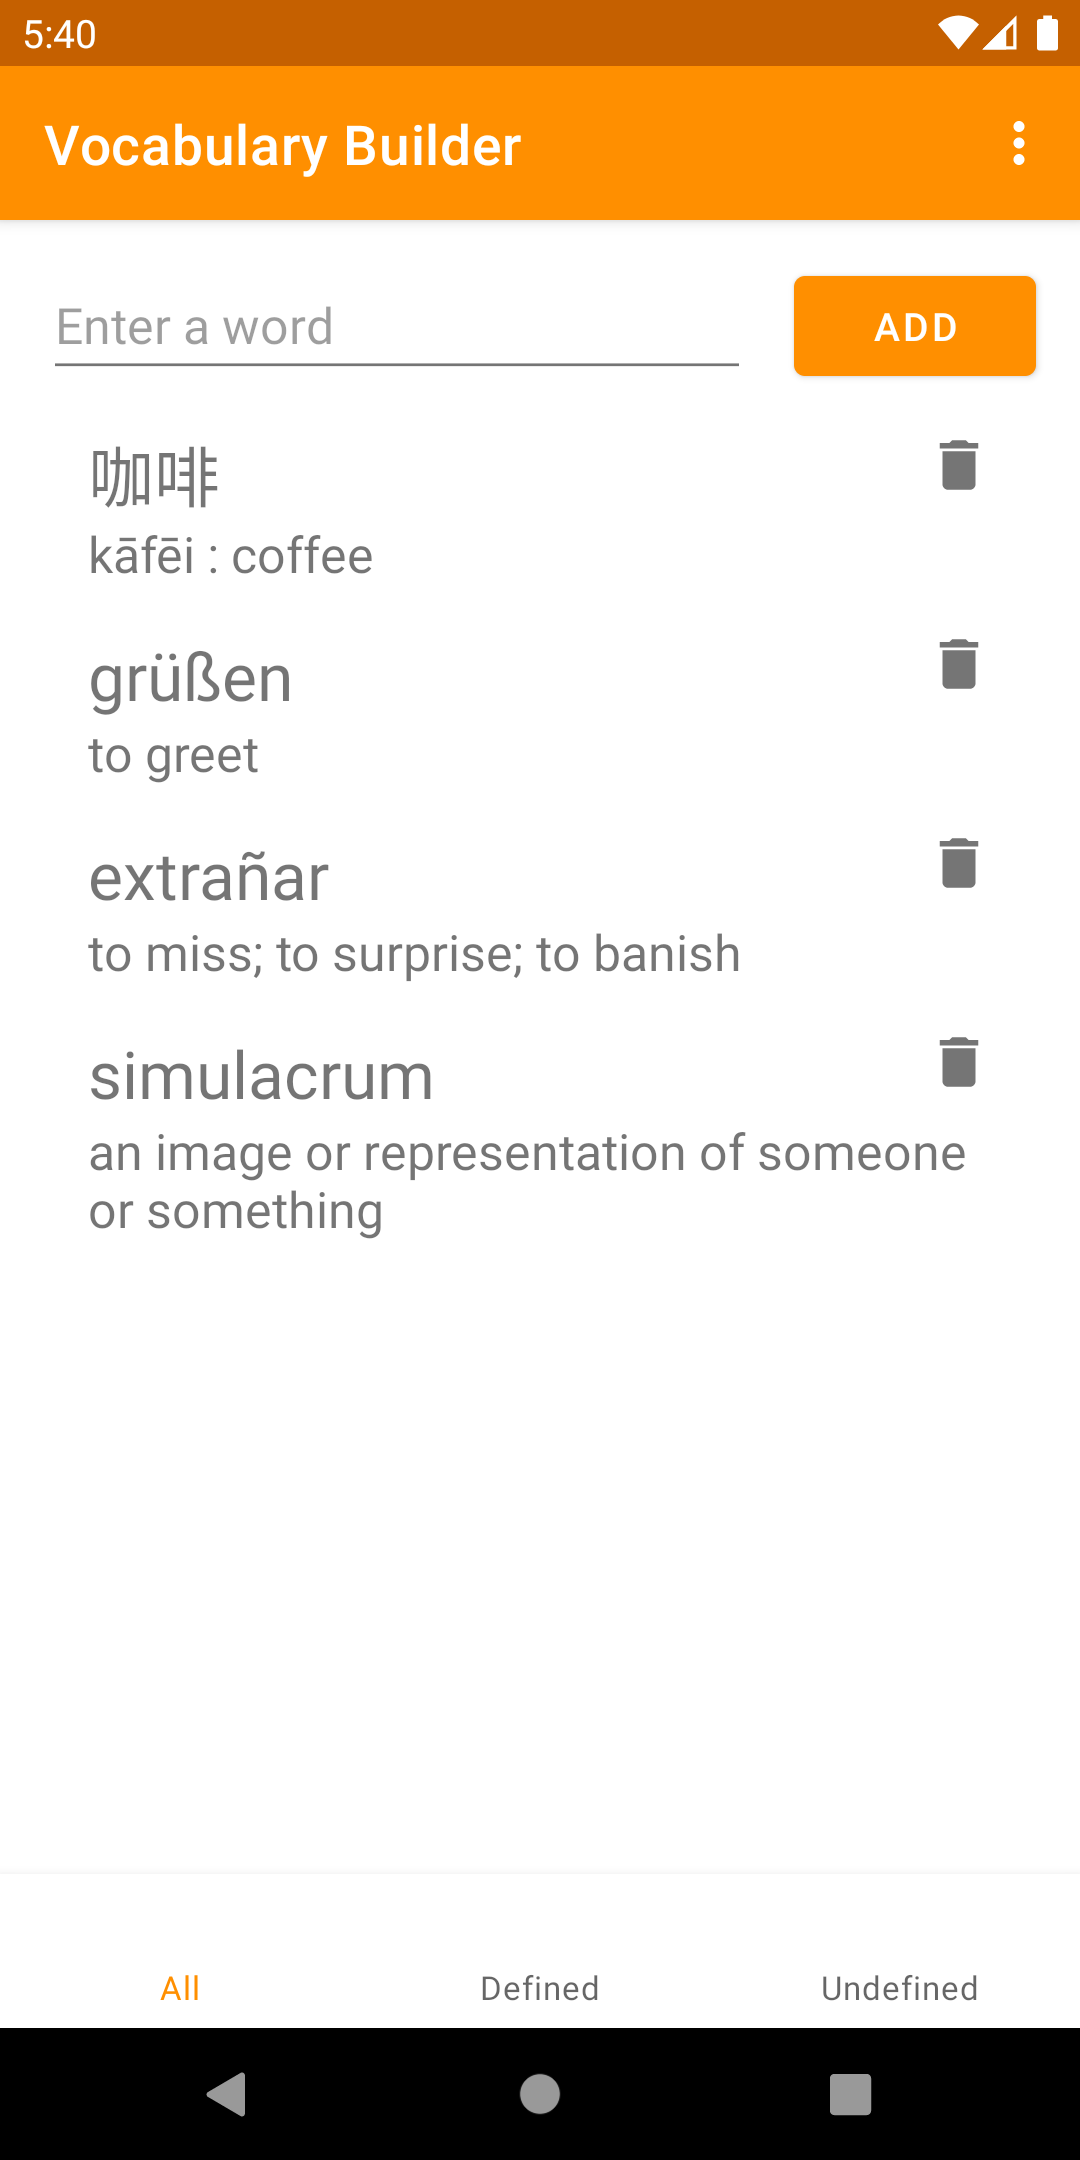 5:40
Vocabulary Builder
Enter a word
ADD
咖啡
kāfēi : coffee
grüßen
to greet
extrañar
to miss; to surprise; to banish
simulacrum
an image or representation of someone
or something
All
Defined
Undefined